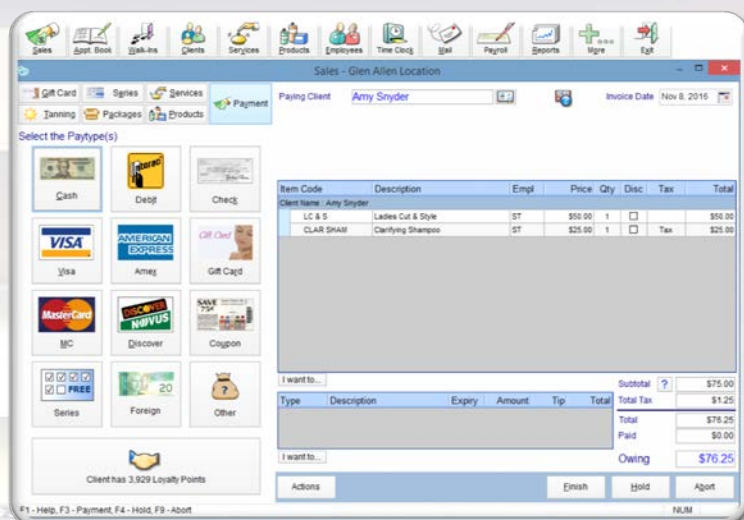 Sales Appt. Book Walk-Ins Clients Services Products Employees Time Clock Mail Payroll Reports More Exit
Sales - Glen Allen Location
Gift Card Series Services
Tanning Packages Products
Payment
Paying Client Amy Snyder
Invoice Date Nov 8, 2016
Select the Paytype(s)
Cash
Interac
Debit
Check
VISA
Visa
AMERICAN EXPRESS
Amex
Gift Card
Gift Card
MasterCard
MC
DISCOVER
NOVUS
Discover
SAVE
75¢
Coupon
FREE
Series
20
Foreign
?
Other
Client has 3,929 Loyalty Points
Item Code Description Empl Price Qty Disc Tax Total
Client Name : Amy Snyder
LC & S Ladies Cut & Style ST $50.00 1 $50.00
CLAR SHAM Clarifying Shampoo ST $25.00 1 Tax $25.00
I want to...
Type Description Expiry Amount Tip Total
I want to...
Subtotal ? $75.00
Total Tax $1.25
Total $76.25
Paid $0.00
Owing $76.25
Actions Finish Hold Abort
F1 - Help, F3 - Payment, F4 - Hold, F9 - Abort NUM